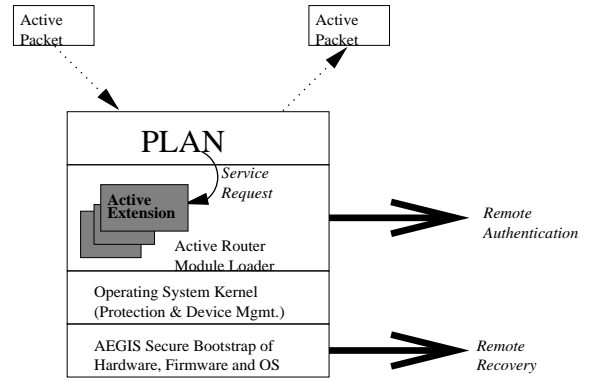 Active
Packet
Active
Packet
PLAN
Service
Request
Active
Extension
Active Router
Module Loader
Remote
Authentication
Operating System Kernel
(Protection & Device Mgmt.)
AEGIS Secure Bootstrap of
Hardware, Firmware and OS
Remote
Recovery